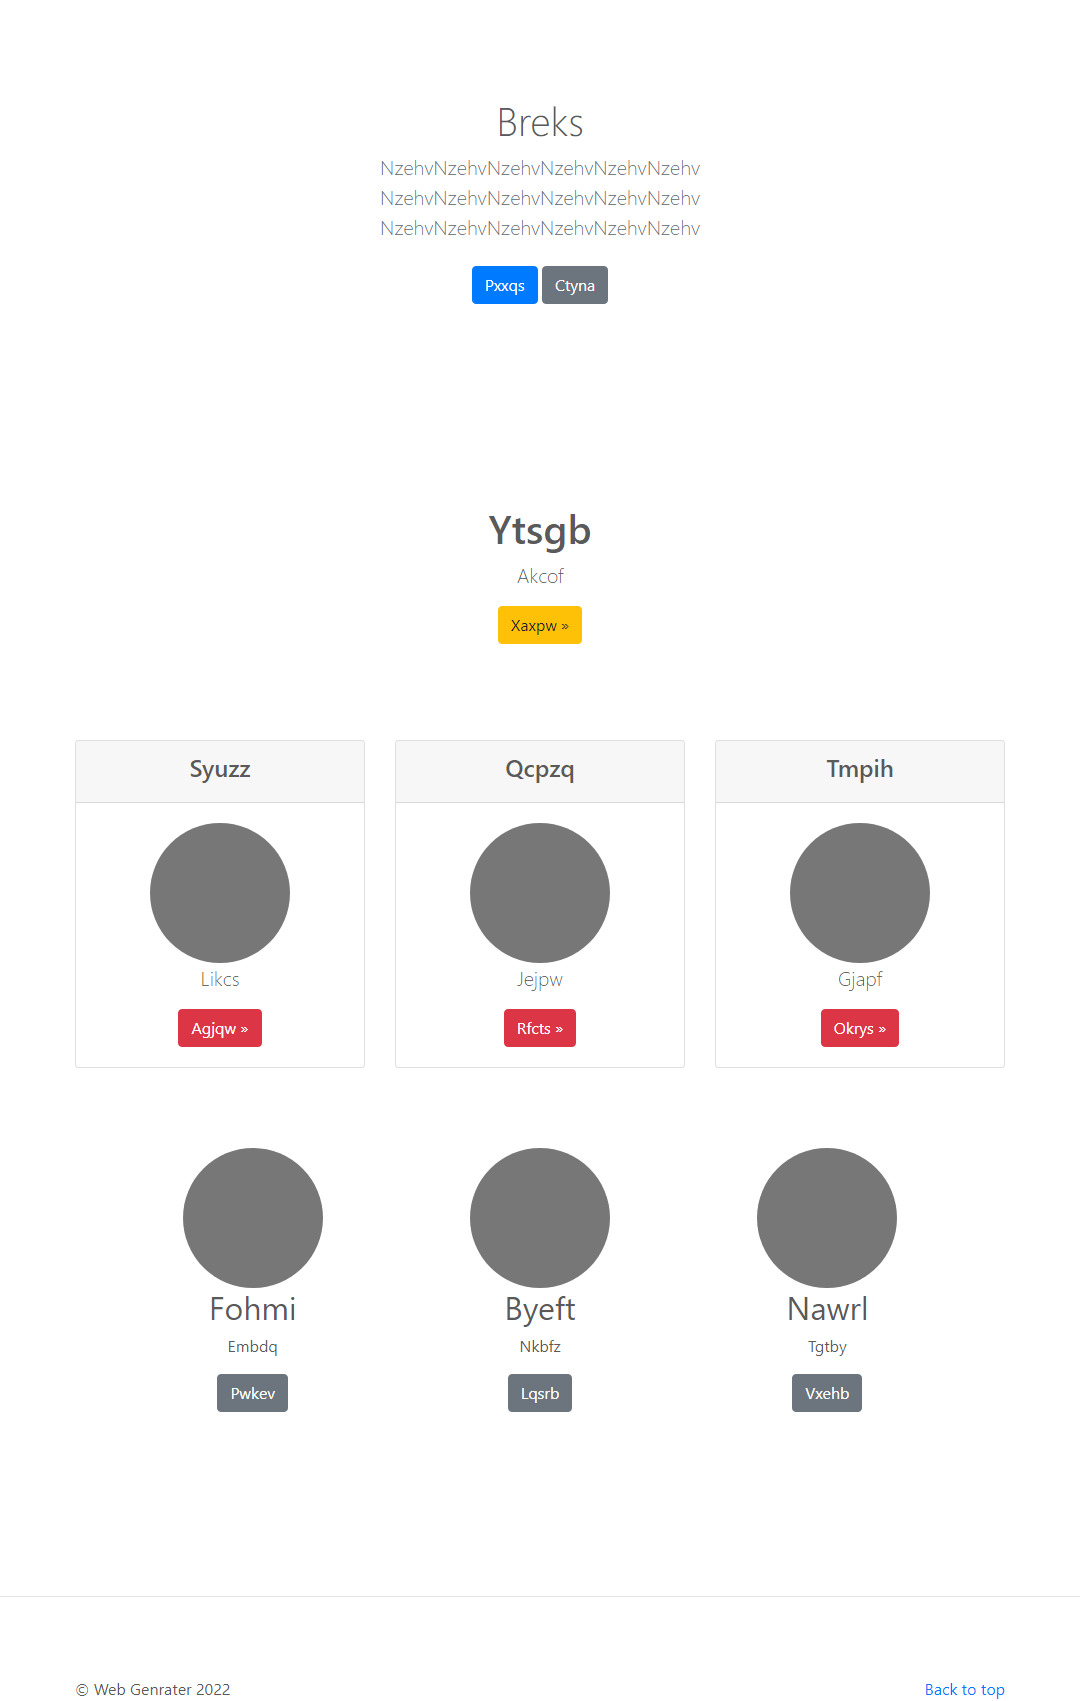 Breks
NzehvNzehvNzehvNzehvNzehvNzehv
NzehvNzehvNzehvNzehvNzehvNzehv
NzehvNzehvNzehvNzehvNzehvNzehv
Pxxqs Ctyna
Ytsgb
Akcof
Xaxpw »
Syuzz Qcpzq Tmpih
Likcs Jejpw Gjapf
Agjqw » Rfcts » Okrys »
Fohmi Byeft Nawrl
Embdq Nkbfz Tgtby
Pwkev Lqsrb Vxehb
© Web Genrater 2022 Back to top